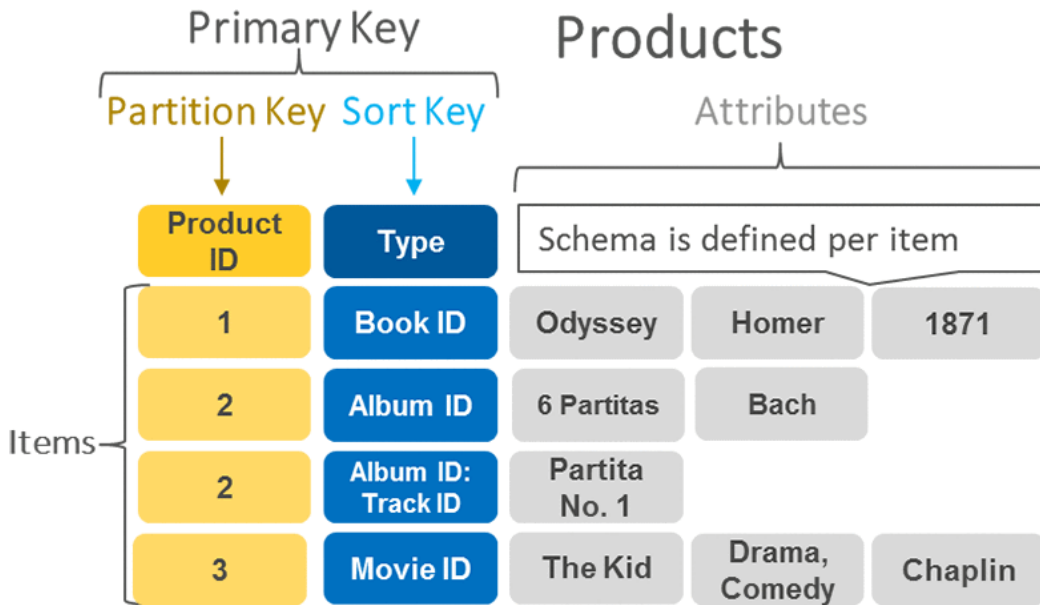 Primary Key
Products
Partition Key
Sort Key
Attributes
Product
ID
Type
Schema is defined per item
Items
1
Book ID
Odyssey
Homer
1871
2
Album ID
6 Partitas
Bach
2
Album ID:
Track ID
Partita
No. 1
3
Movie ID
The Kid
Drama,
Comedy
Chaplin